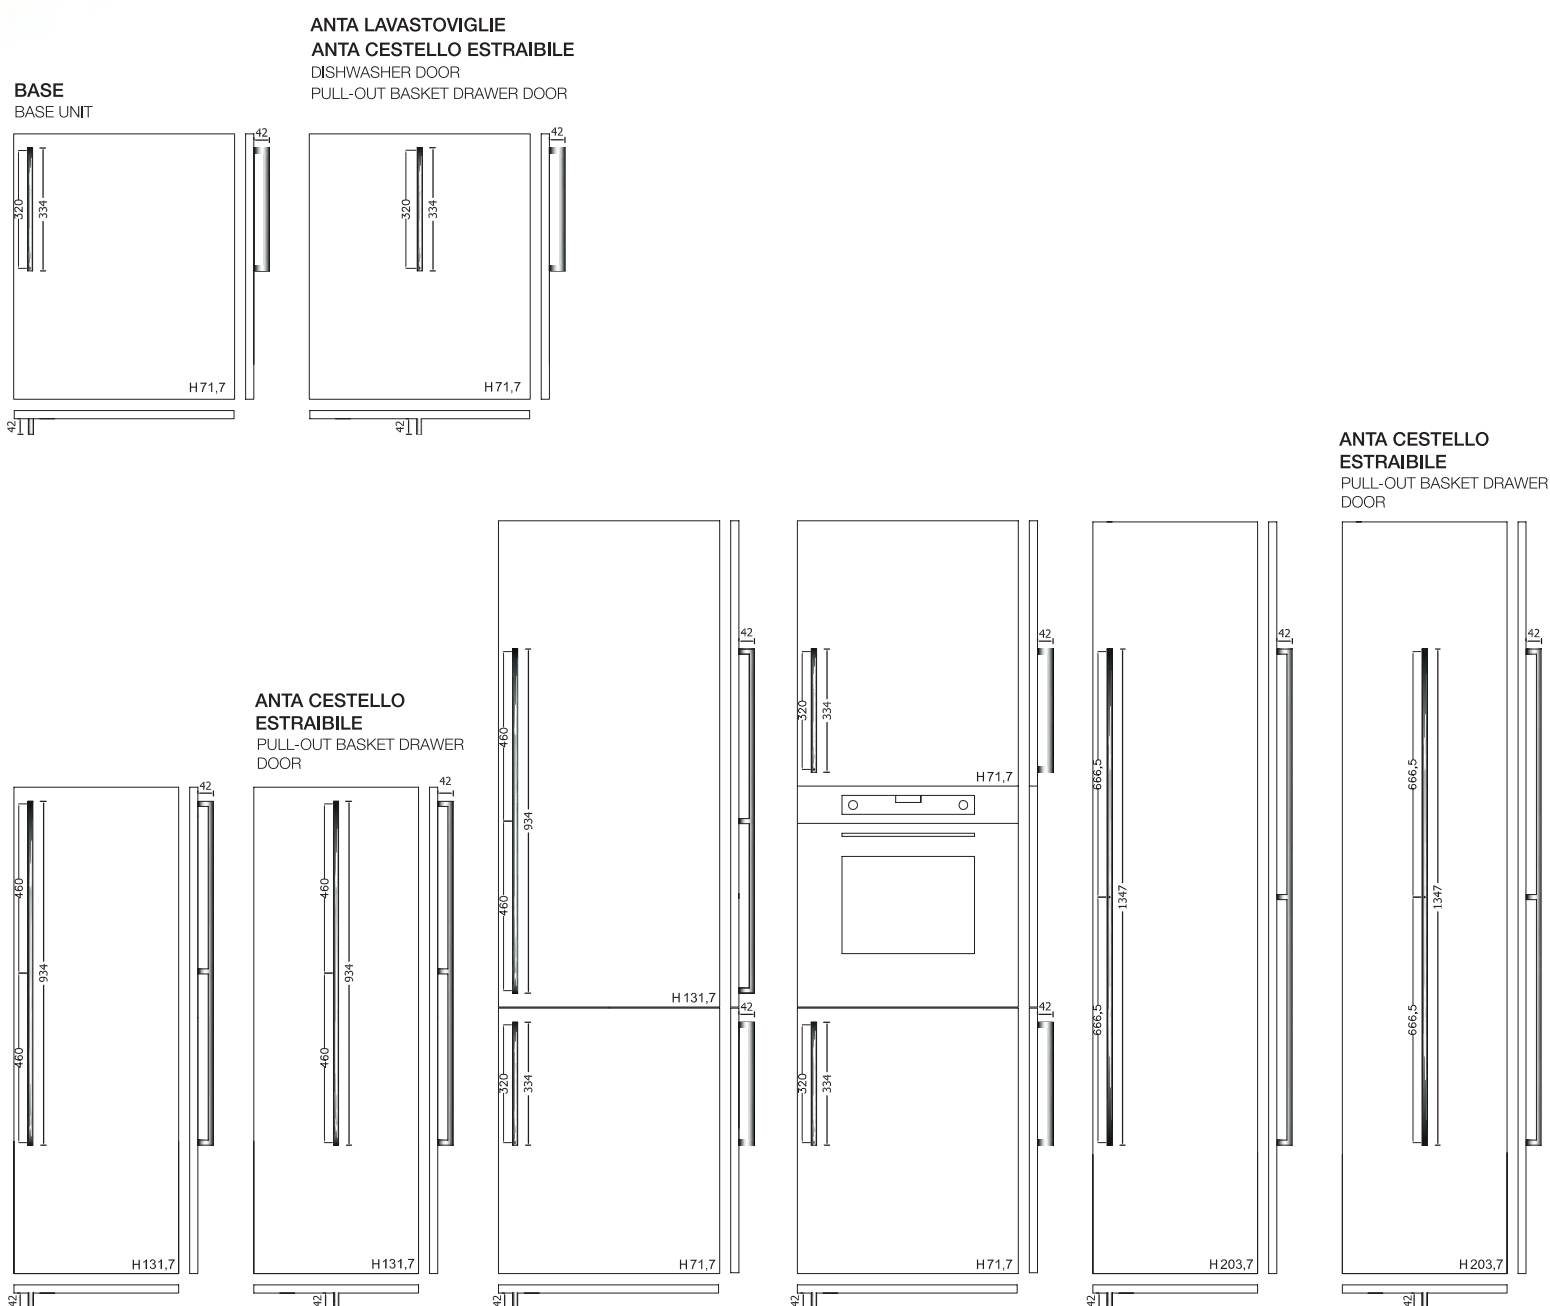 ANTA LAVASTOVIGLIE
ANTA CESTELLO ESTRAIBILE
DISHWASHER DOOR
PULL-OUT BASKET DRAWER DOOR
BASE
BASE UNIT
42
320
334
H71,7
42
42
320
334
H71,7
42
ANTA CESTELLO
ESTRAIBILE
PULL-OUT BASKET DRAWER
DOOR
ANTA CESTELLO
ESTRAIBILE
PULL-OUT BASKET DRAWER
DOOR
42
460
934
460
H131,7
42
42
460
934
460
H131,7
42
42
460
934
460
H131,7
42
320
334
H71,7
42
42
320
334
H71,7
42
320
334
H71,7
42
42
666,5
1347
666,5
H203,7
42
42
666,5
1347
666,5
H203,7
42